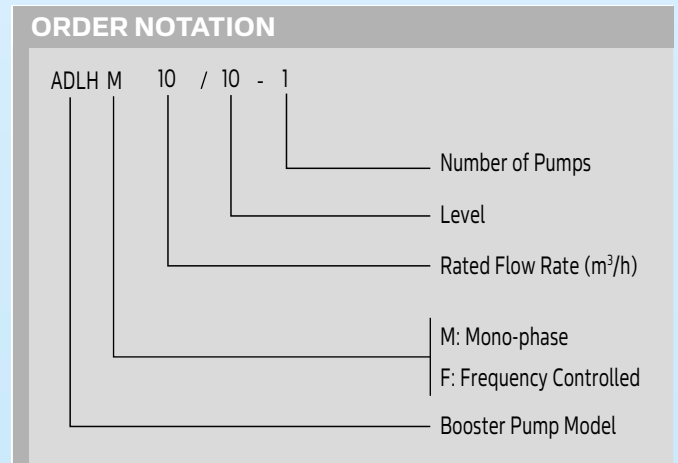 ORDER NOTATION
ADLH M 10 / 10 - 1
Number of Pumps
Level
Rated Flow Rate (m³/h)
M: Mono-phase
F: Frequency Controlled
Booster Pump Model